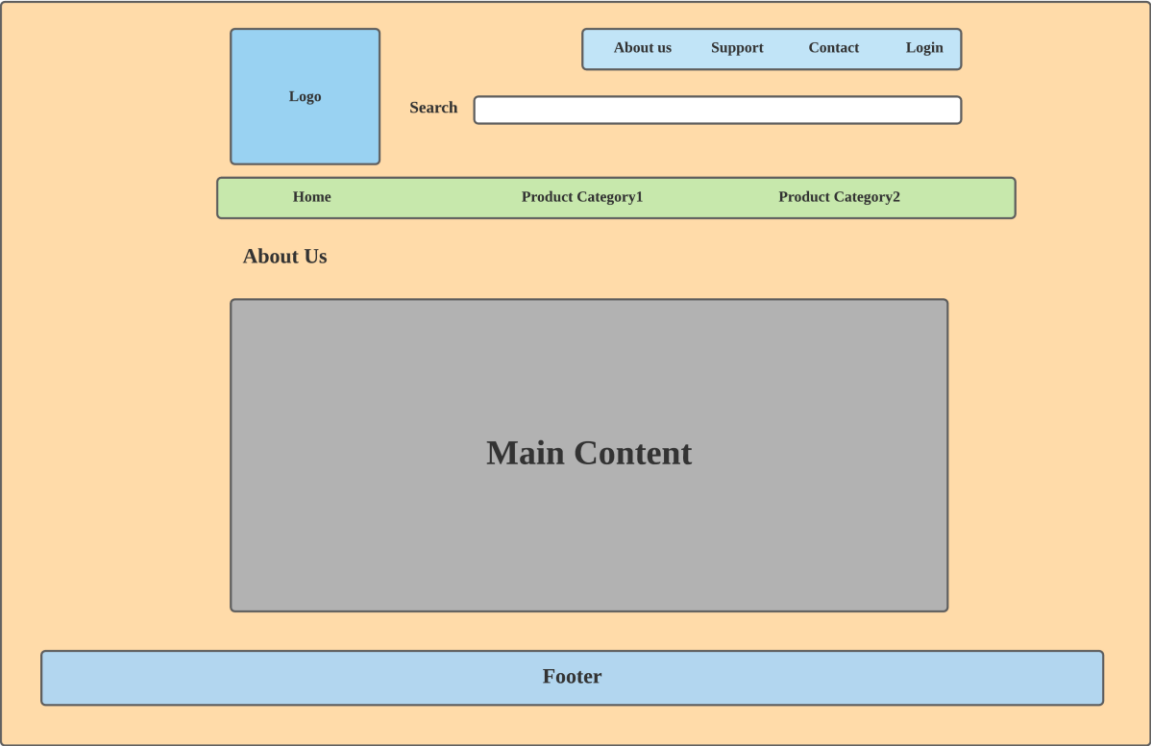 About us Support Contact Login
Logo
Search
Home Product Category1 Product Category2
About Us
Main Content
Footer